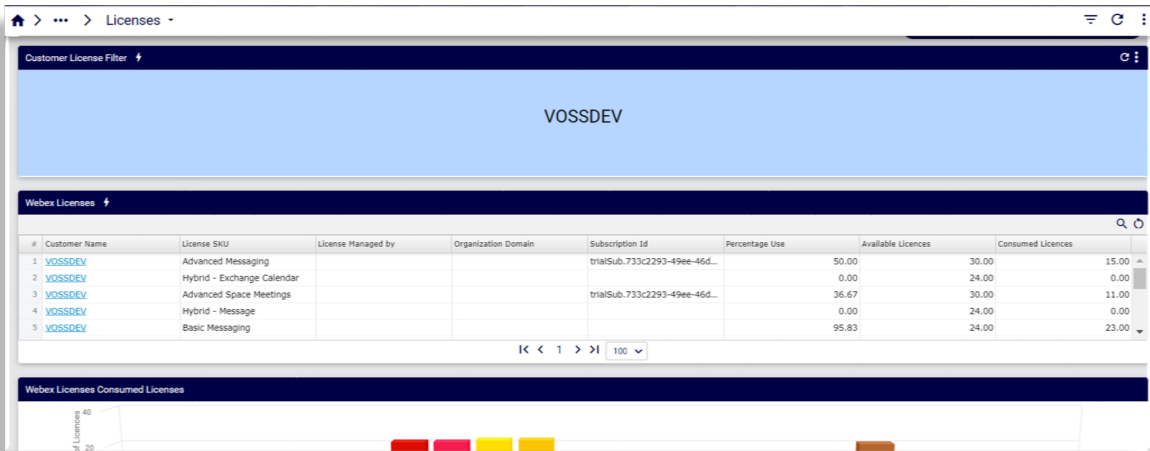 Licenses
Customer License Filter
VOSSDEV
Webex Licenses
# Customer Name License SKU License Managed by Organization Domain Subscription Id Percentage Use Available Licences Consumed Licences
1 VOSSDEV Advanced Messaging trialSub.733c2293-49ee-46d... 50.00 30.00 15.00
2 VOSSDEV Hybrid - Exchange Calendar 0.00 24.00 0.00
3 VOSSDEV Advanced Space Meetings trialSub.733c2293-49ee-46d... 36.67 30.00 11.00
4 VOSSDEV Hybrid - Message 0.00 24.00 0.00
5 VOSSDEV Basic Messaging 95.83 24.00 23.00
1 100
Webex Licenses Consumed Licenses
40
of Licences
20